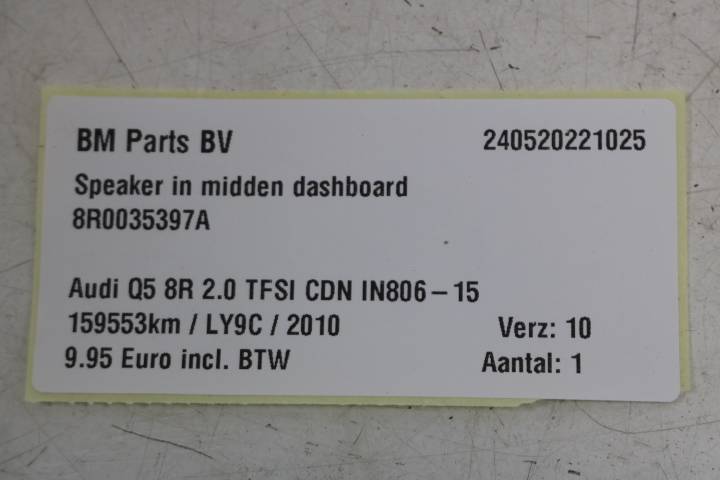 BM Parts BV 240520221025
Speaker in midden dashboard
8R0035397A
Audi Q5 8R 2.0 TFSI CDN IN806-15
159553km / LY9C / 2010 Verz: 10
9.95 Euro incl. BTW Aantal: 1